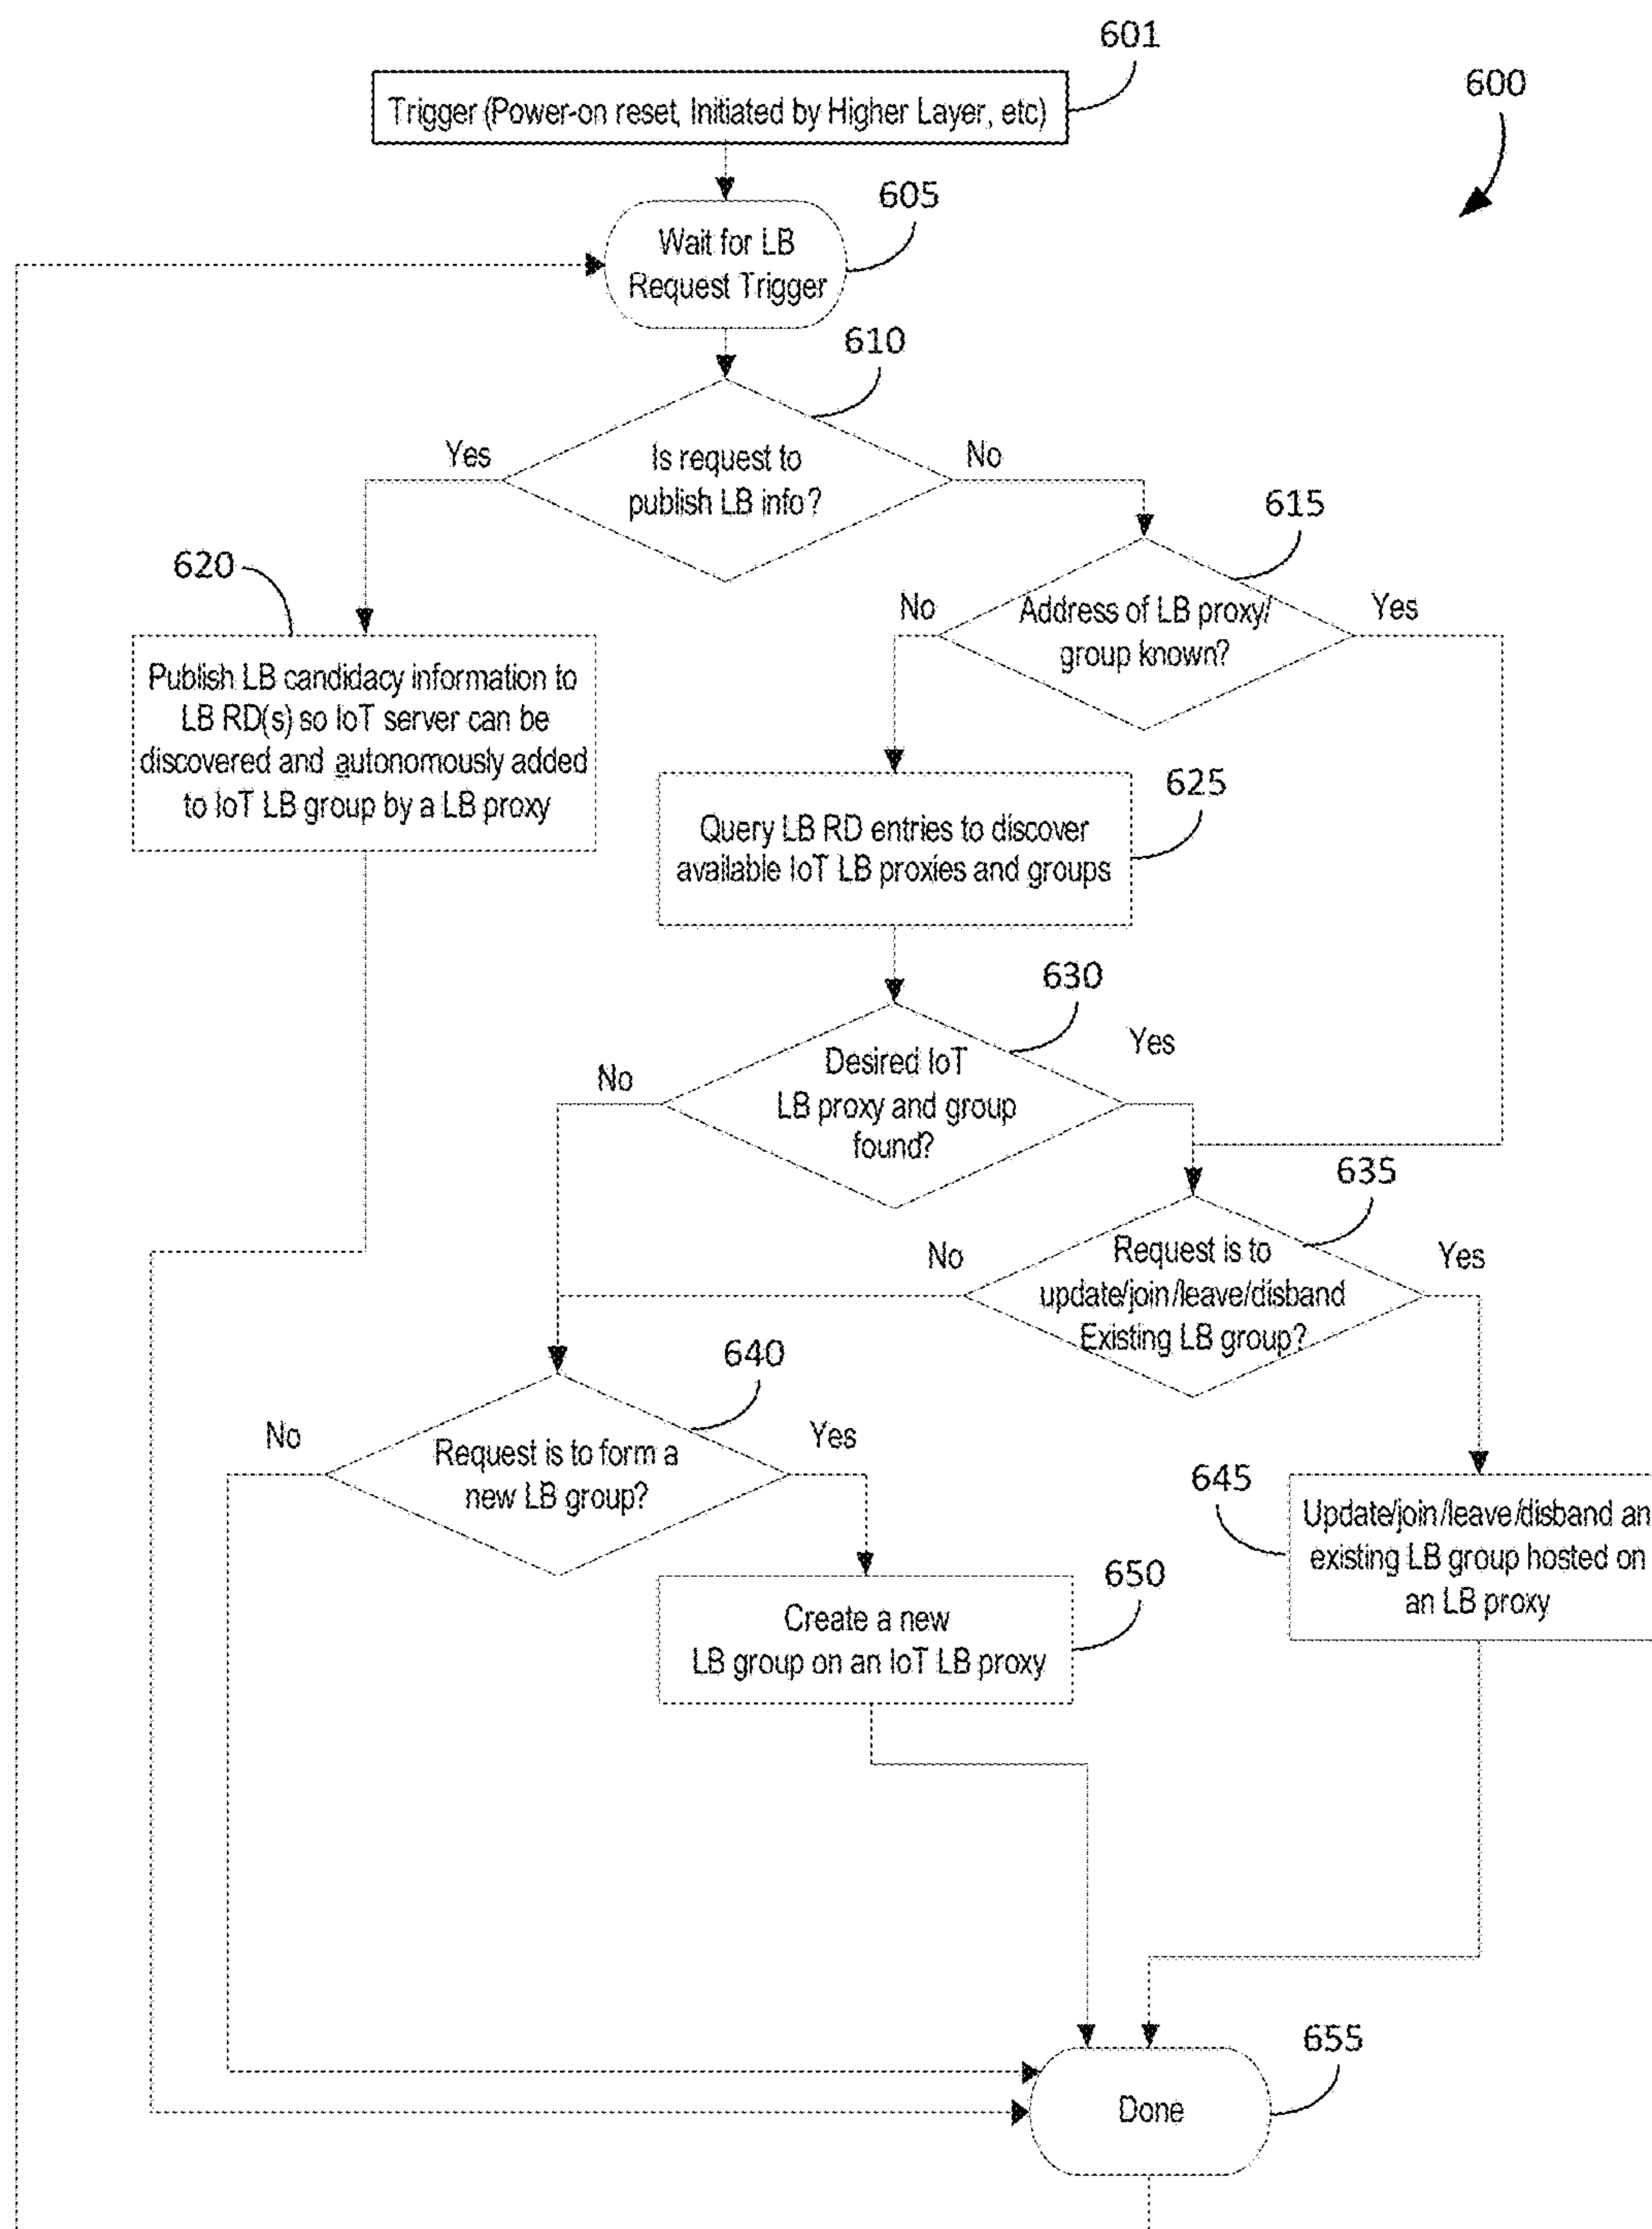 601
600
Trigger (Power-on reset, Initiated by Higher Layer, etc)
605
Wait for LB
Request Trigger
610
Yes
Is request to
publish LB info?
No
615
620
No
Address of LB proxy/
group known?
Yes
Publish LB candidacy information to
LB RD(s) so IoT server can be
discovered and autonomously added
to IoT LB group by a LB proxy
625
Query LB RD entries to discover
available IoT LB proxies and groups
630
No
Desired IoT
LB proxy and group
found?
Yes
635
No
Request is to
update/join/leave/disband
Existing LB group?
Yes
640
No
Request is to form a
new LB group?
Yes
645
Update/join/leave/disband an
existing LB group hosted on
an LB proxy
650
Create a new
LB group on an IoT LB proxy
655
Done